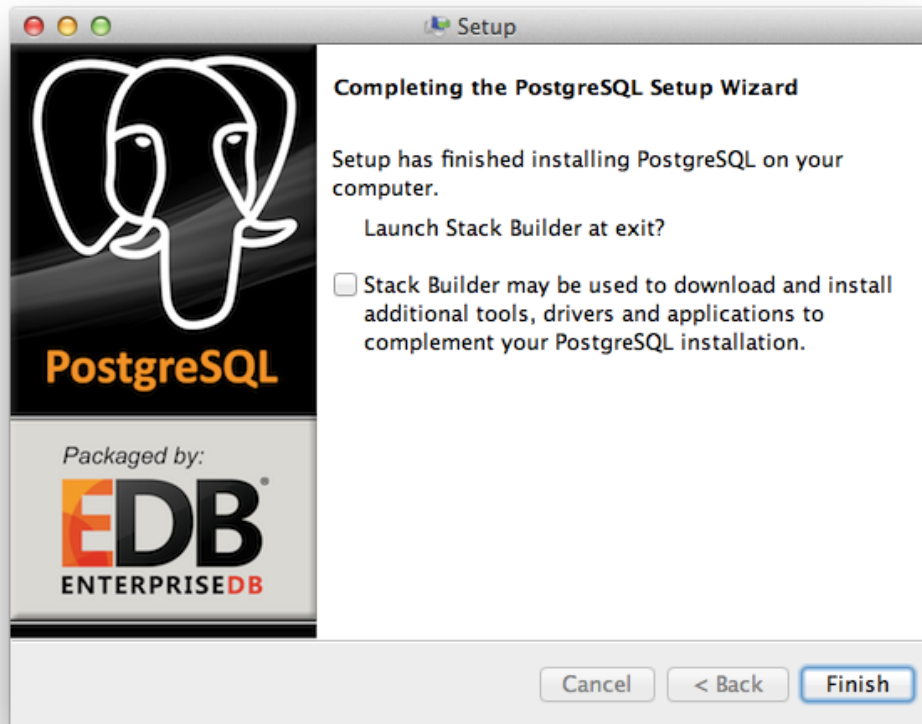 Setup
Completing the PostgreSQL Setup Wizard
Setup has finished installing PostgreSQL on your
computer.
Launch Stack Builder at exit?
Stack Builder may be used to download and install
additional tools, drivers and applications to
complement your PostgreSQL installation.
PostgreSQL
Packaged by:
EDB®
ENTERPRISEDB
Cancel
< Back
Finish